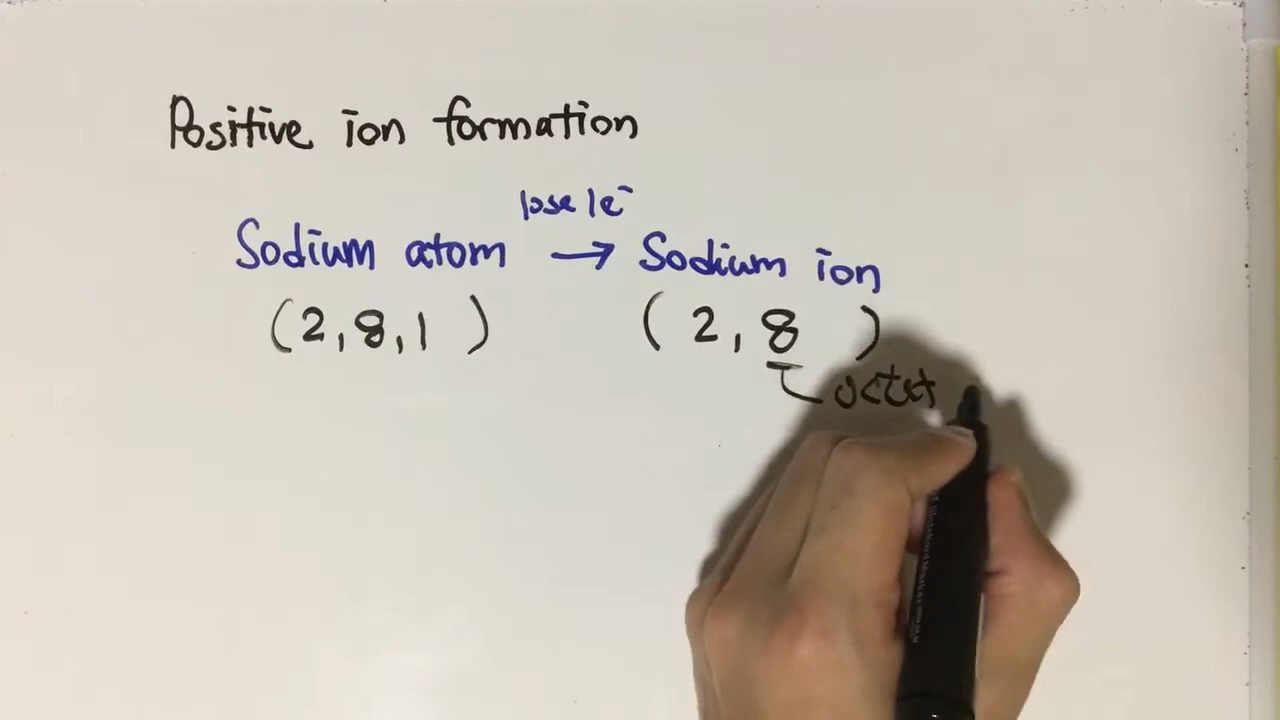 Positive ion formation
lose 1e⁻
Sodium atom → Sodium ion
(2,8,1) (2,8)
octet